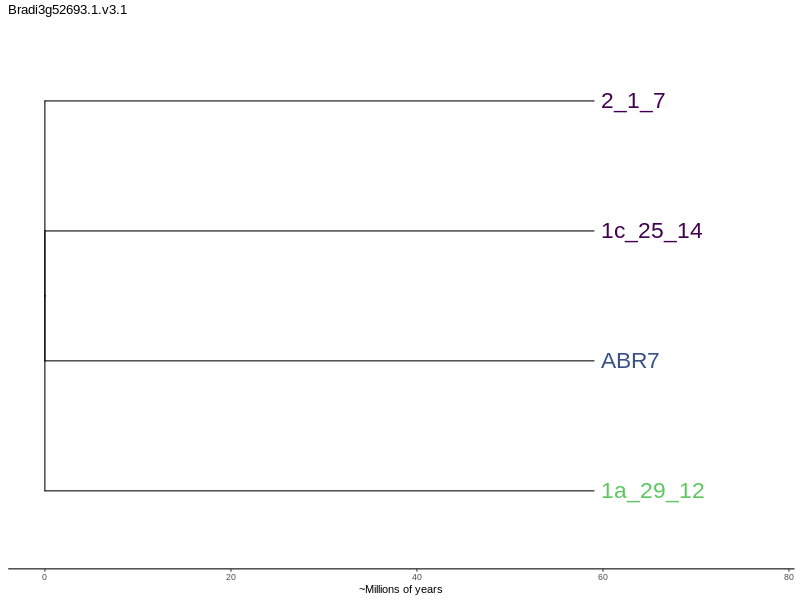 Bradi3g52693.1.v3.1
2_1_7
1c_25_14
ABR7
1a_29_12
0 20 40 60 80
~Millions of years